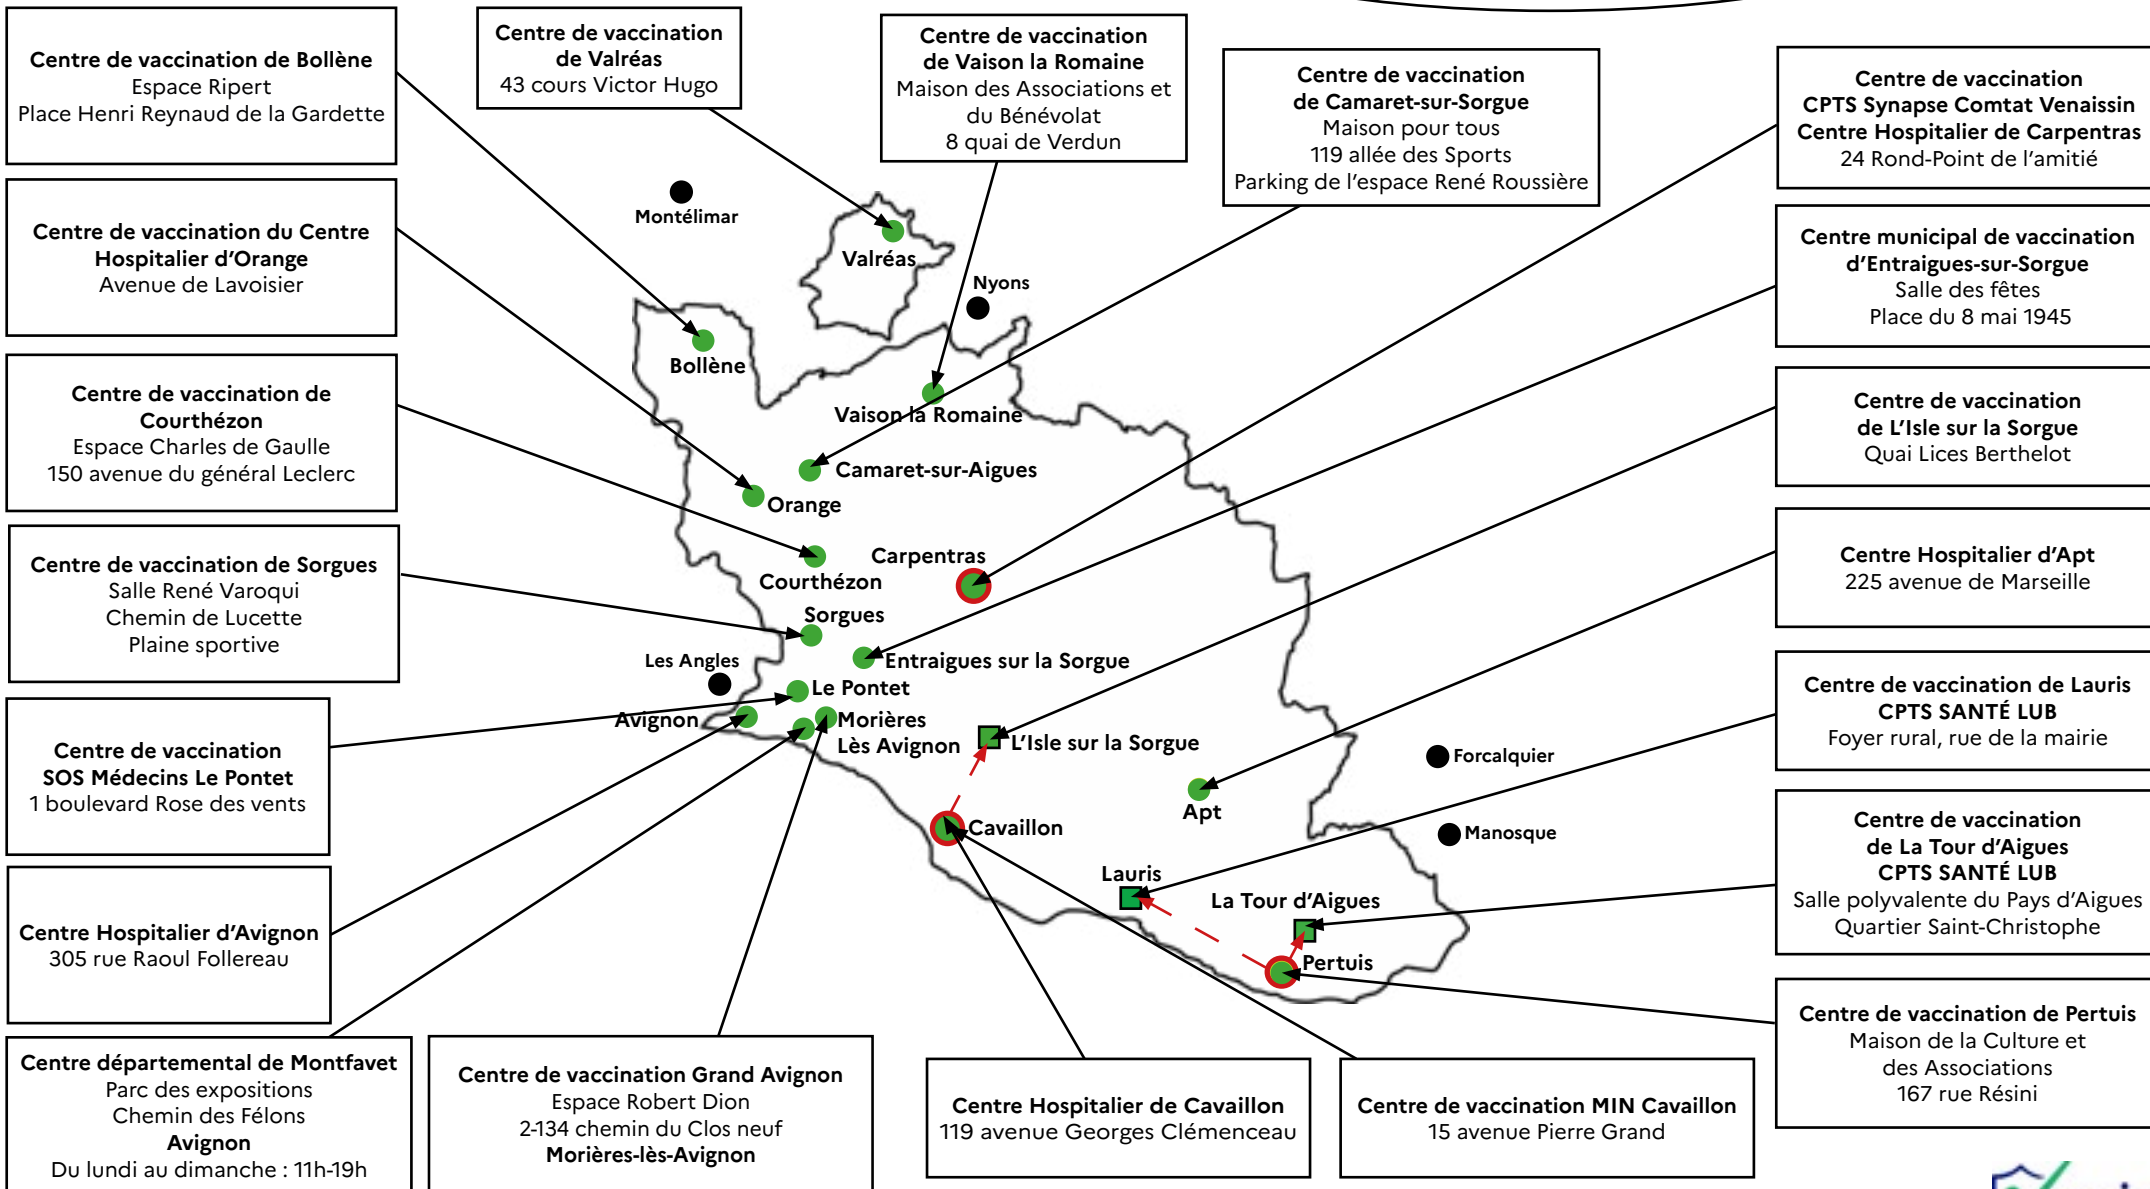 Centre de vaccination de Bollène
Espace Ripert
Place Henri Reynaud de la Gardette
Centre de vaccination
de Valréas
43 cours Victor Hugo
Centre de vaccination
de Vaison la Romaine
Maison des Associations et
du Bénévolat
8 quai de Verdun
Centre de vaccination
de Camaret-sur-Sorgue
Maison pour tous
119 allée des Sports
Parking de l'espace René Roussière
Centre de vaccination
CPTS Synapse Comtat Venaissin
Centre Hospitalier de Carpentras
24 Rond-Point de l'amitié
Centre de vaccination du Centre
Hospitalier d'Orange
Avenue de Lavoisier
Centre municipal de vaccination
d'Entraigues-sur-Sorgue
Salle des fêtes
Place du 8 mai 1945
Centre de vaccination de
Courthézon
Espace Charles de Gaulle
150 avenue du général Leclerc
Centre de vaccination
de L'Isle sur la Sorgue
Quai Lices Berthelot
Centre de vaccination de Sorgues
Salle René Varoqui
Chemin de Lucette
Plaine sportive
Centre Hospitalier d'Apt
225 avenue de Marseille
Centre de vaccination
SOS Médecins Le Pontet
1 boulevard Rose des vents
Centre de vaccination de Lauris
CPTS SANTÉ LUB
Foyer rural, rue de la mairie
Centre de vaccination
de La Tour d'Aigues
CPTS SANTÉ LUB
Salle polyvalente du Pays d'Aigues
Quartier Saint-Christophe
Centre Hospitalier d'Avignon
305 rue Raoul Follereau
Centre de vaccination de Pertuis
Maison de la Culture et
des Associations
167 rue Résini
Centre départemental de Montfavet
Parc des expositions
Chemin des Félons
Avignon
Du lundi au dimanche : 11h-19h
Centre de vaccination Grand Avignon
Espace Robert Dion
2-134 chemin du Clos neuf
Morières-lès-Avignon
Centre Hospitalier de Cavaillon
119 avenue Georges Clémenceau
Centre de vaccination MIN Cavaillon
15 avenue Pierre Grand
Montélimar
Valréas
Nyons
Bollène
Vaison la Romaine
Camaret-sur-Aigues
Orange
Carpentras
Courthézon
Sorgues
Les Angles
Entraigues sur la Sorgue
Le Pontet
Avignon
Morières
Lès Avignon
L'Isle sur la Sorgue
Forcalquier
Apt
Cavaillon
Manosque
Lauris
La Tour d'Aigues
Pertuis